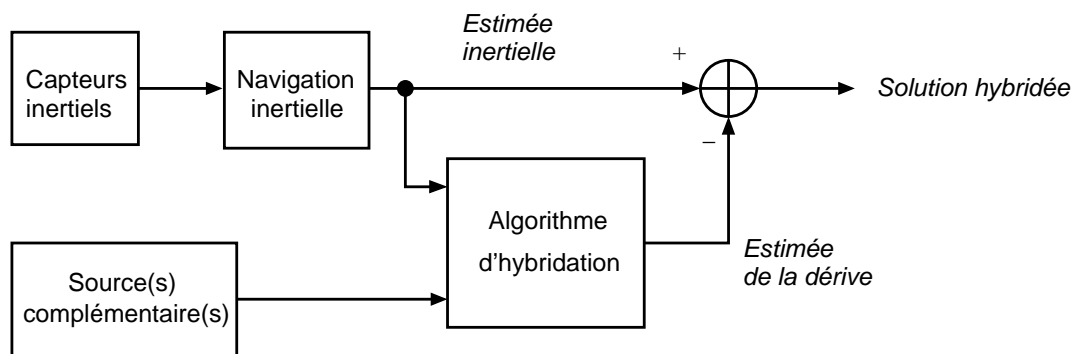 Estimée
inertielle
Capteurs
inertiels
Navigation
inertielle
+
Solution hybridée
−
Algorithme
d’hybridation
Estimée
de la dérive
Source(s)
complémentaire(s)